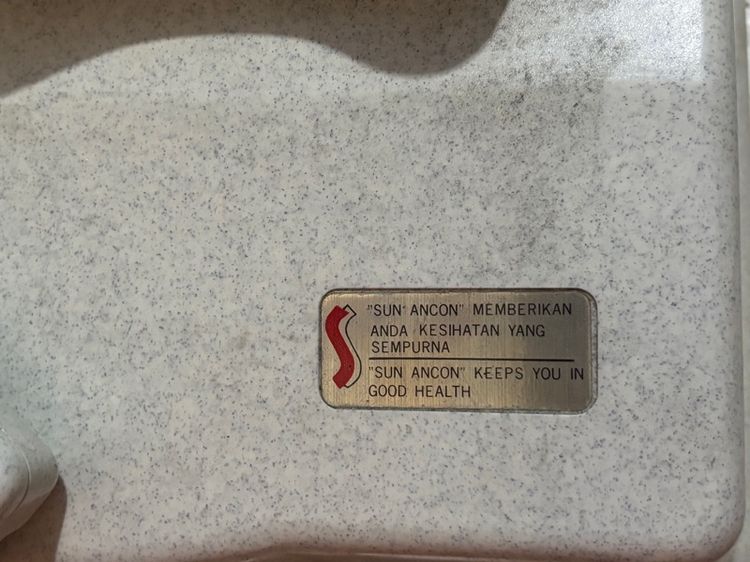 "SUN ANCON" MEMBERIKAN
ANDA KESIHATAN YANG
SEMPURNA
"SUN ANCON" KEEPS YOU IN
GOOD HEALTH